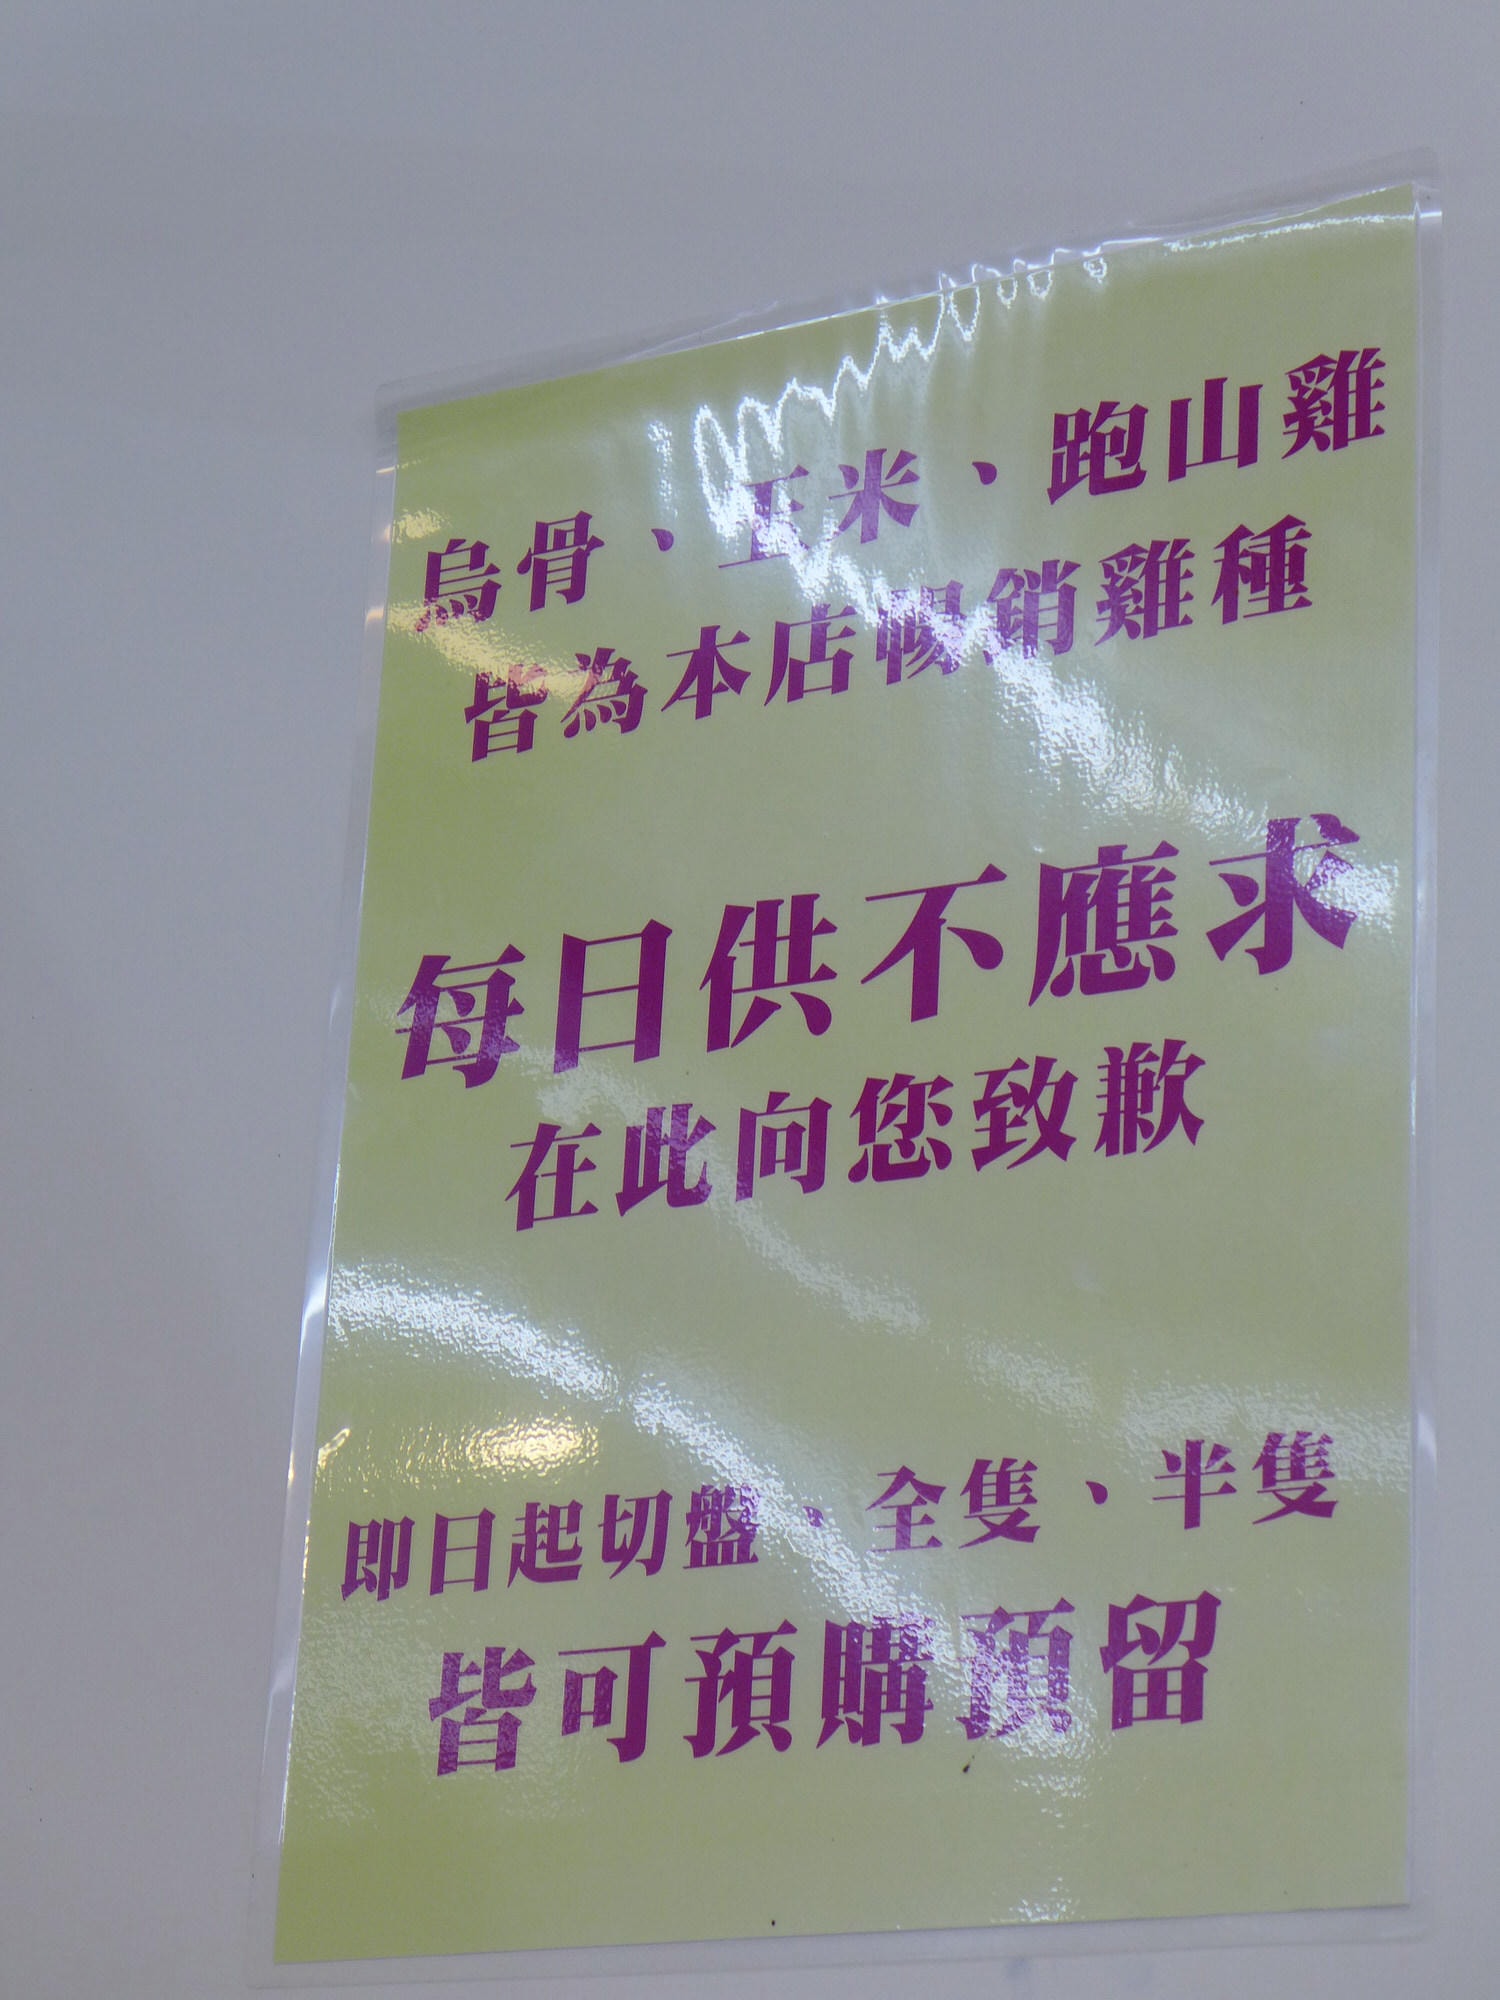 烏骨、玉米、跑山雞
皆為本店暢銷雞種
每日供不應求
在此向您致歉
即日起切盤、全隻、半隻
皆可預購預留